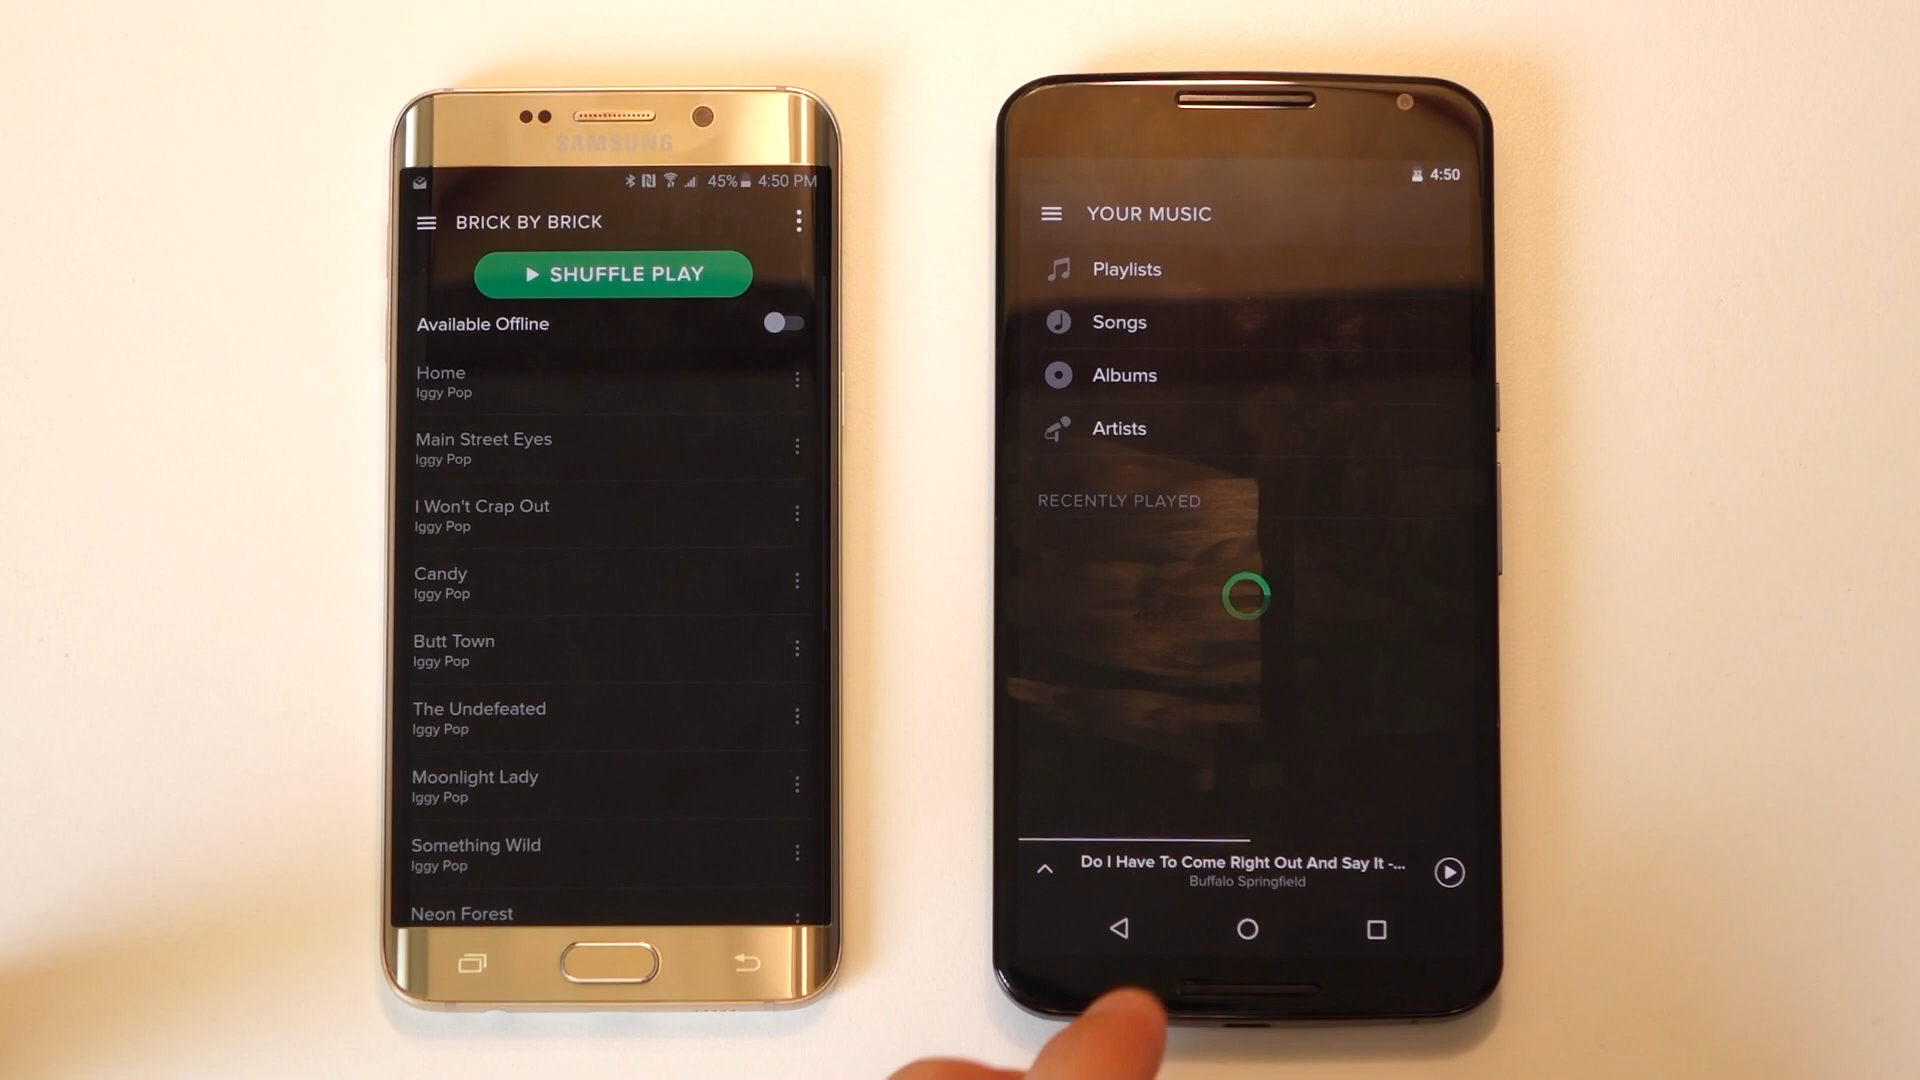 SAMSUNG
45% 4:50 PM
BRICK BY BRICK
SHUFFLE PLAY
Available Offline
Home
Iggy Pop
Main Street Eyes
Iggy Pop
I Won't Crap Out
Iggy Pop
Candy
Iggy Pop
Butt Town
Iggy Pop
The Undefeated
Iggy Pop
Moonlight Lady
Iggy Pop
Something Wild
Iggy Pop
Neon Forest
4:50
YOUR MUSIC
Playlists
Songs
Albums
Artists
RECENTLY PLAYED
Do I Have To Come Right Out And Say It -...
Buffalo Springfield